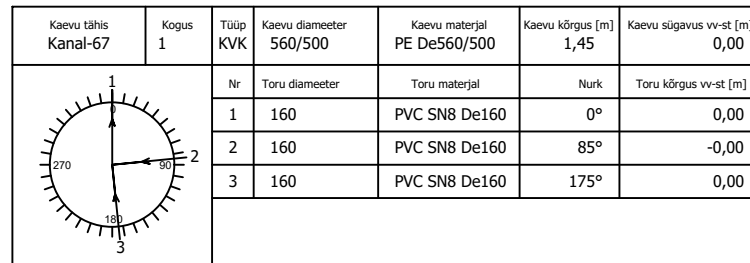 Kaevu tähis Kogus Tüüp Kaevu diameeter Kaevu materjal Kaevu kõrgus [m] Kaevu sügavus vv-st [m]
Kanal-67 1 KVK 560/500 PE De560/500 1,45 0,00
Nr Toru diameeter Toru materjal Nurk Toru kõrgus vv-st [m]
1 160 PVC SN8 De160 0° 0,00
2 160 PVC SN8 De160 85° -0,00
3 160 PVC SN8 De160 175° 0,00
1
0
270 90 2
180
3